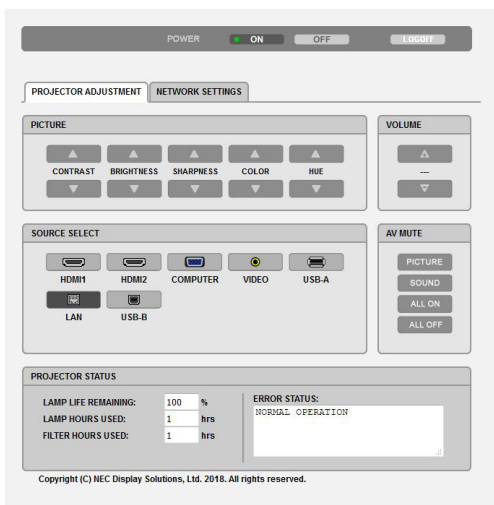 POWER ON OFF LOGOFF
PROJECTOR ADJUSTMENT NETWORK SETTINGS
PICTURE
CONTRAST BRIGHTNESS SHARPNESS COLOR HUE
VOLUME
---
SOURCE SELECT
HDMI1 HDMI2 COMPUTER VIDEO USB-A
LAN USB-B
AV MUTE
PICTURE
SOUND
ALL ON
ALL OFF
PROJECTOR STATUS
LAMP LIFE REMAINING: 100 %
LAMP HOURS USED: 1 hrs
FILTER HOURS USED: 1 hrs
ERROR STATUS:
NORMAL OPERATION
Copyright (C) NEC Display Solutions, Ltd. 2018. All rights reserved.